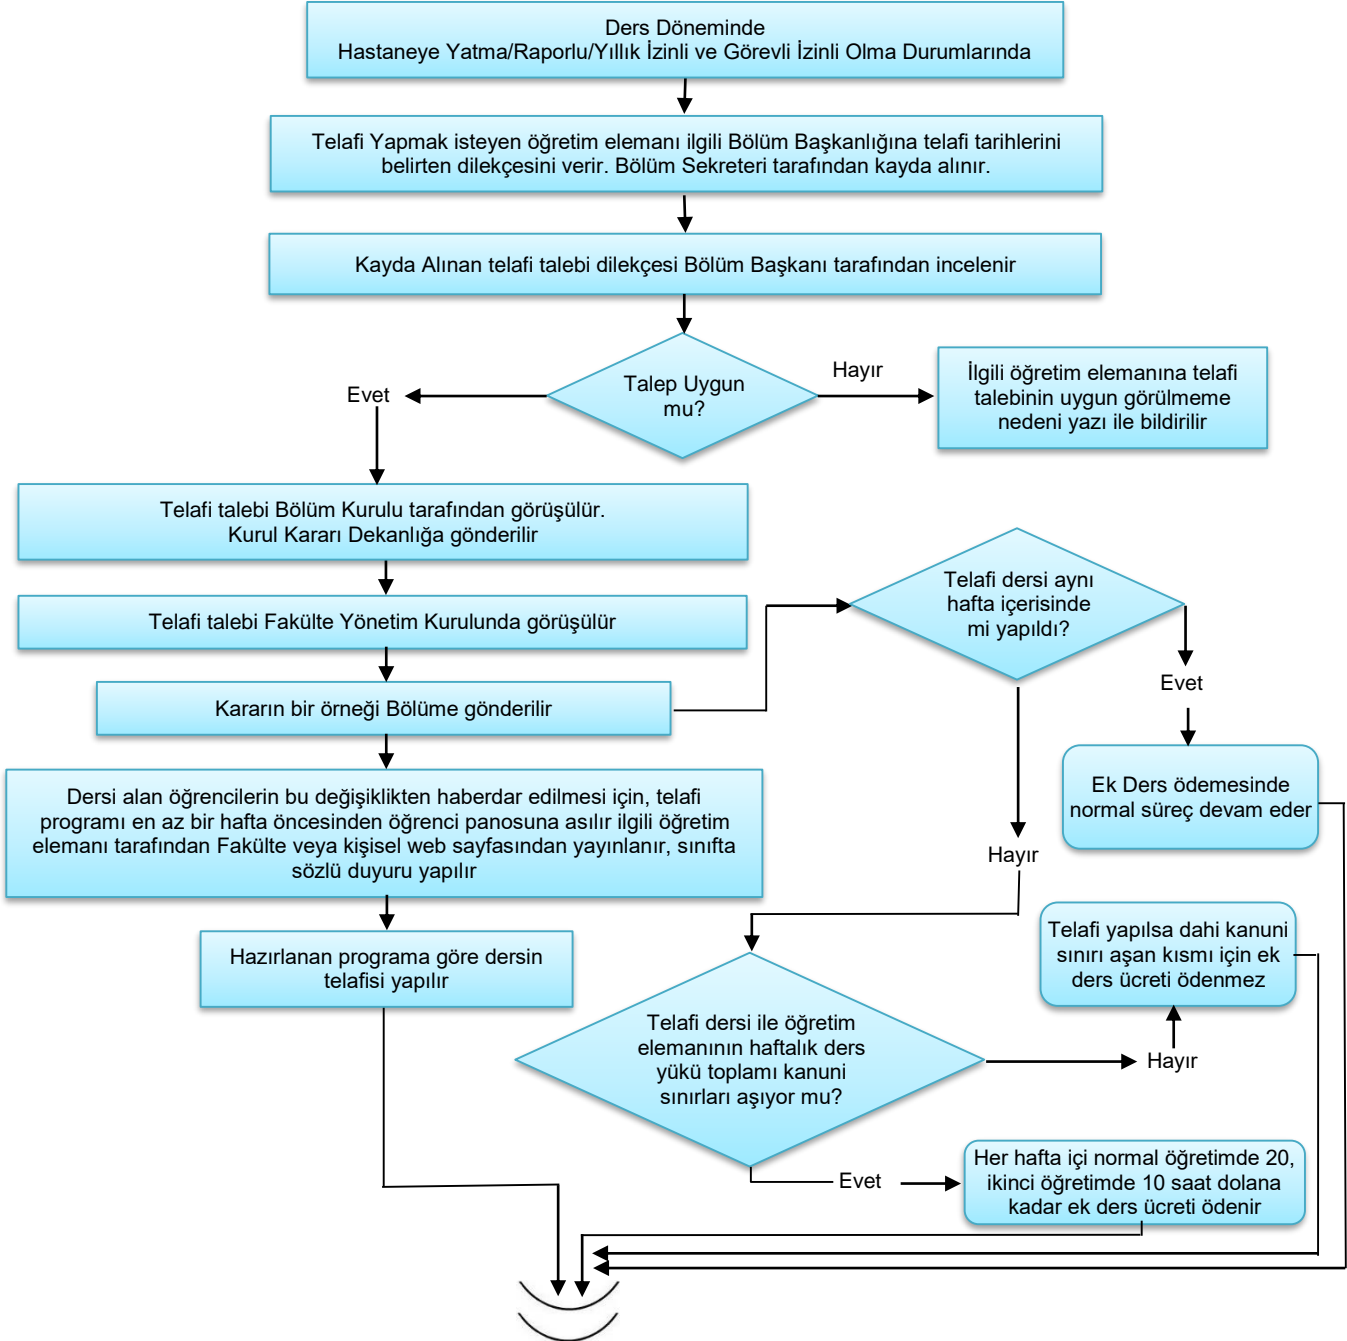 Ders Döneminde
Hastaneye Yatma/Raporlu/Yıllık İzinli ve Görevli İzinli Olma Durumlarında
Telafi Yapmak isteyen öğretim elemanı ilgili Bölüm Başkanlığına telafi tarihlerini
belirten dilekçesini verir. Bölüm Sekreteri tarafından kayda alınır.
Kayda Alınan telafi talebi dilekçesi Bölüm Başkanı tarafından incelenir
Talep Uygun
mu?
Hayır
İlgili öğretim elemanına telafi
talebinin uygun görülmeme
nedeni yazı ile bildirilir
Evet
Telafi talebi Bölüm Kurulu tarafından görüşülür.
Kurul Kararı Dekanlığa gönderilir
Telafi talebi Fakülte Yönetim Kurulunda görüşülür
Kararın bir örneği Bölüme gönderilir
Telafi dersi aynı
hafta içerisinde
mi yapıldı?
Evet
Ek Ders ödemesinde
normal süreç devam eder
Dersi alan öğrencilerin bu değişiklikten haberdar edilmesi için, telafi
programı en az bir hafta öncesinden öğrenci panosuna asılır ilgili öğretim
elemanı tarafından Fakülte veya kişisel web sayfasından yayınlanır, sınıfta
sözlü duyuru yapılır
Hayır
Hazırlanan programa göre dersin
telafisi yapılır
Telafi yapılsa dahi kanuni
sınırı aşan kısmı için ek
ders ücreti ödenmez
Telafi dersi ile öğretim
elemanının haftalık ders
yükü toplamı kanuni
sınırları aşıyor mu?
Hayır
Evet
Her hafta içi normal öğretimde 20,
ikinci öğretimde 10 saat dolana
kadar ek ders ücreti ödenir